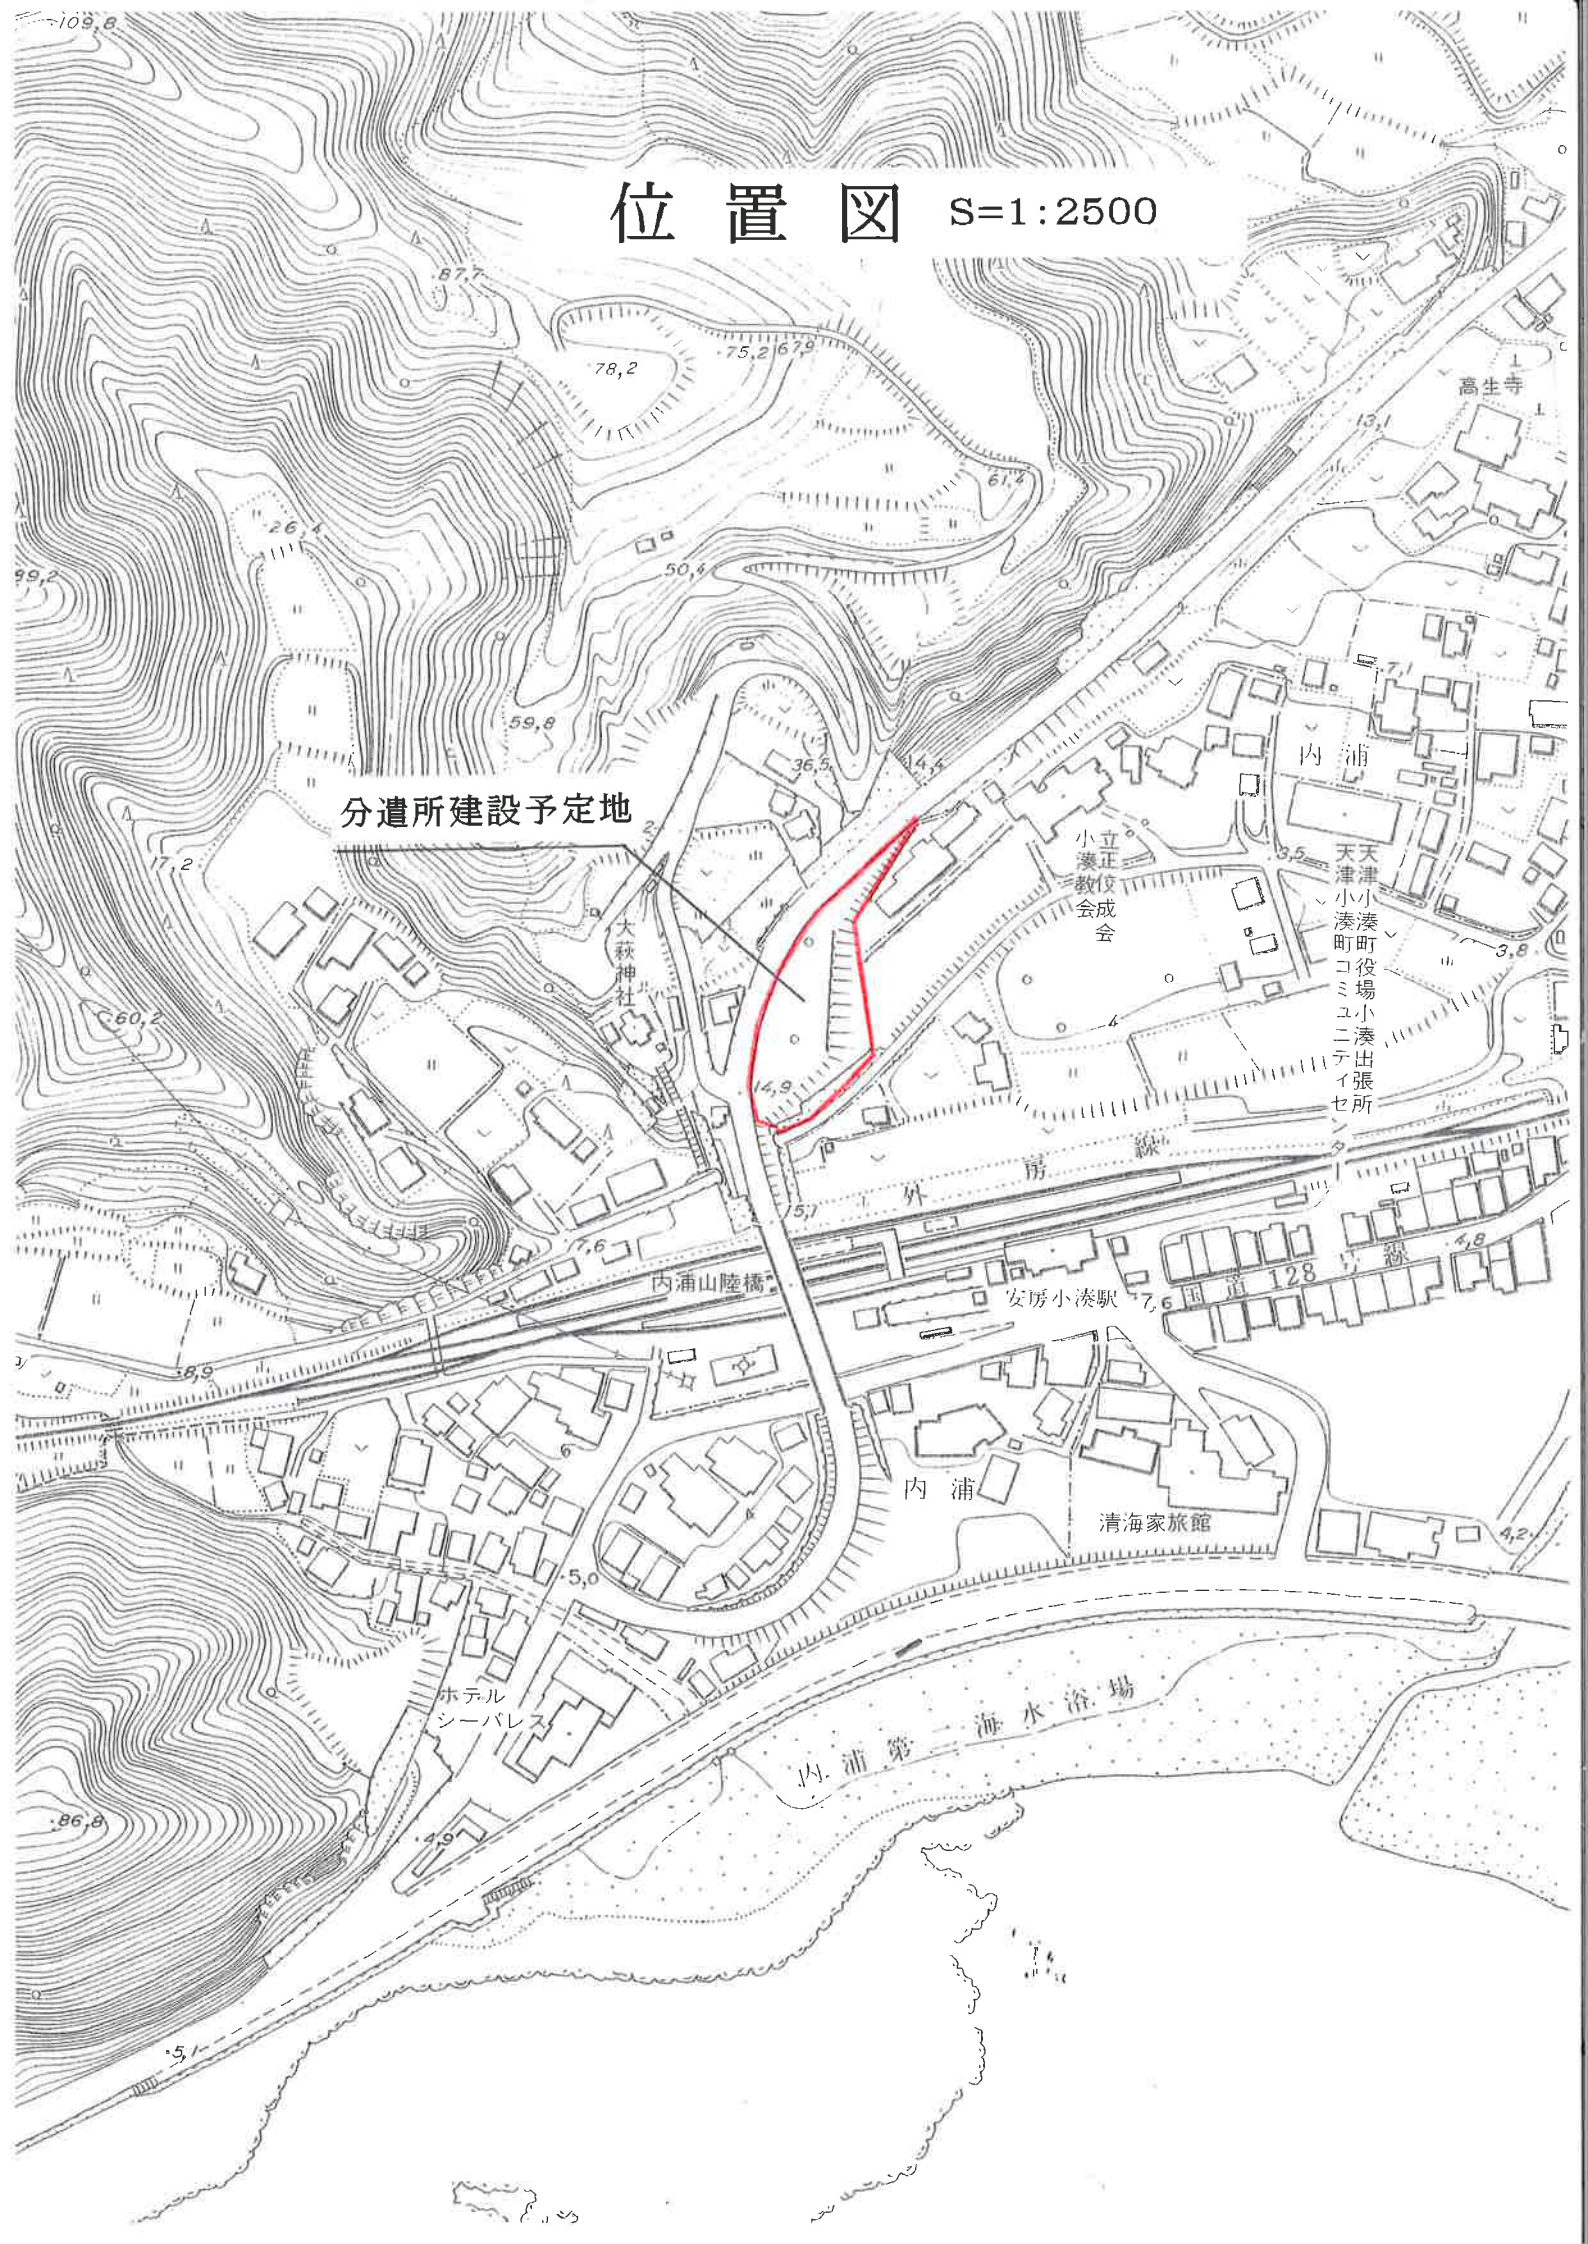 109,8
位置図 S=1:2500
87,7
78,2
75,2
67,9
高生寺
13,1
61,4
26,4
99,2
50,4
7,1
59,8
内浦
36,5
14,4
分遣所建設予定地
17,2
立正佼成会
小湊教会
3,5
天津小湊町役場小湊出張所
天津小湊町コミュニティセンター
3,8
大萩神社
60,2
4
14,9
外房線
5,1
7,6
内浦山陸橋
安房小湊駅
7,6
国道128号線
4,8
8,9
6
内浦
清海家旅館
4,2
5,0
ホテル
シーパレス
内浦第一海水浴場
86,8
4,9
5,1